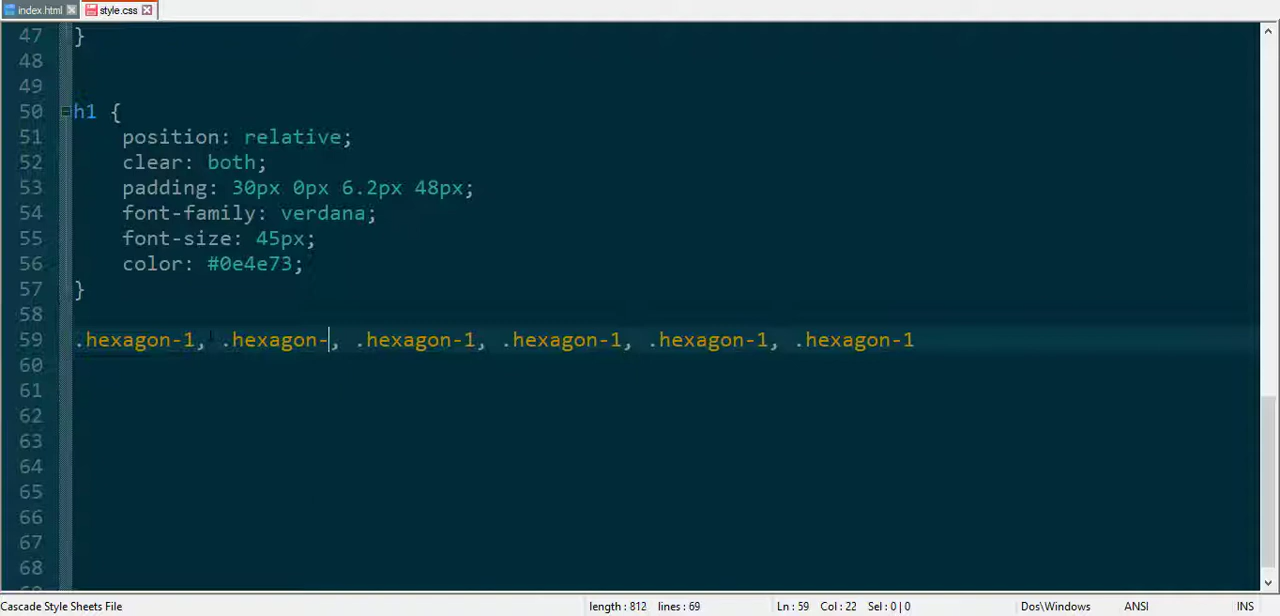 index.html style.css
47 }
48
49
50 h1 {
51 position: relative;
52 clear: both;
53 padding: 30px 0px 6.2px 48px;
54 font-family: verdana;
55 font-size: 45px;
56 color: #0e4e73;
57 }
58
59 .hexagon-1, .hexagon-, .hexagon-1, .hexagon-1, .hexagon-1, .hexagon-1
60
61
62
63
64
65
66
67
68
Cascade Style Sheets File length : 812 lines : 69 Ln : 59 Col : 22 Sel : 0 | 0 Dos\Windows ANSI INS